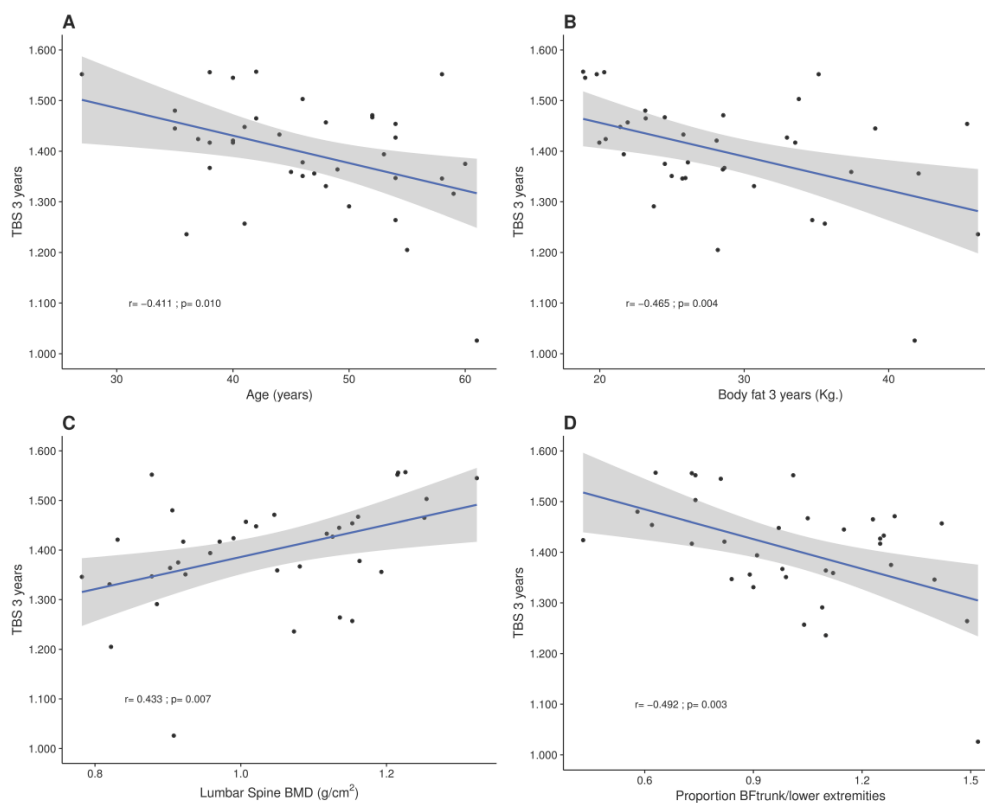 A
1.600
1.500
1.400
1.300
1.200
1.100
1.000
TBS 3 years
r= −0.411 ; p= 0.010
30 40 50 60
Age (years)
B
1.600
1.500
1.400
1.300
1.200
1.100
1.000
TBS 3 years
r= −0.465 ; p= 0.004
20 30 40
Body fat 3 years (Kg.)
C
1.600
1.500
1.400
1.300
1.200
1.100
1.000
TBS 3 years
r= 0.433 ; p= 0.007
0.8 1.0 1.2
Lumbar Spine BMD (g/cm²)
D
1.600
1.500
1.400
1.300
1.200
1.100
1.000
TBS 3 years
r= −0.492 ; p= 0.003
0.6 0.9 1.2 1.5
Proportion BFtrunk/lower extremities